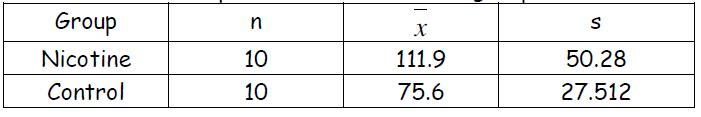 Group n x̄ s
Nicotine 10 111.9 50.28
Control 10 75.6 27.512